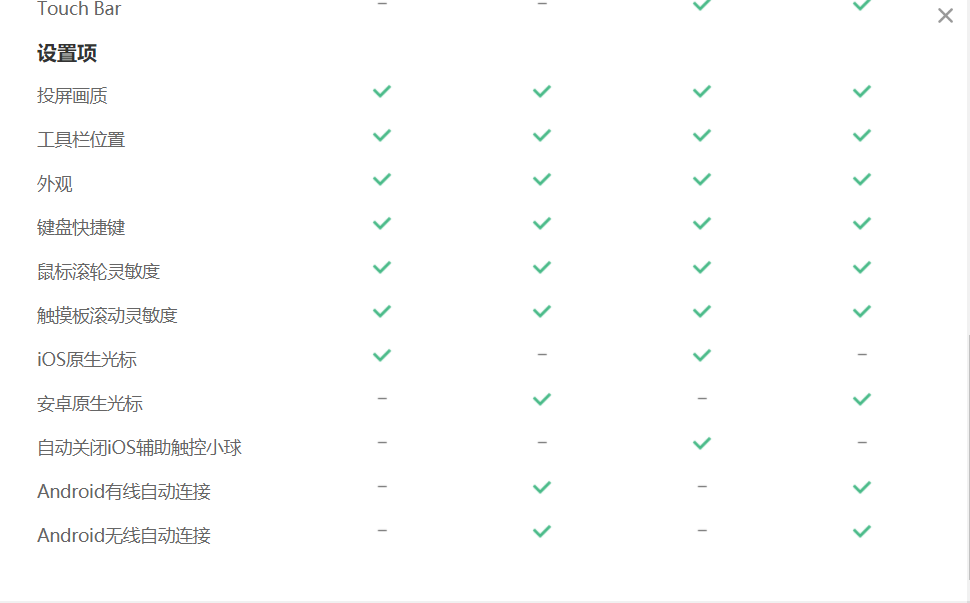 Touch Bar
设置项
投屏画质
工具栏位置
外观
键盘快捷键
鼠标滚轮灵敏度
触摸板滚动灵敏度
iOS原生光标
安卓原生光标
自动关闭iOS辅助触控小球
Android有线自动连接
Android无线自动连接